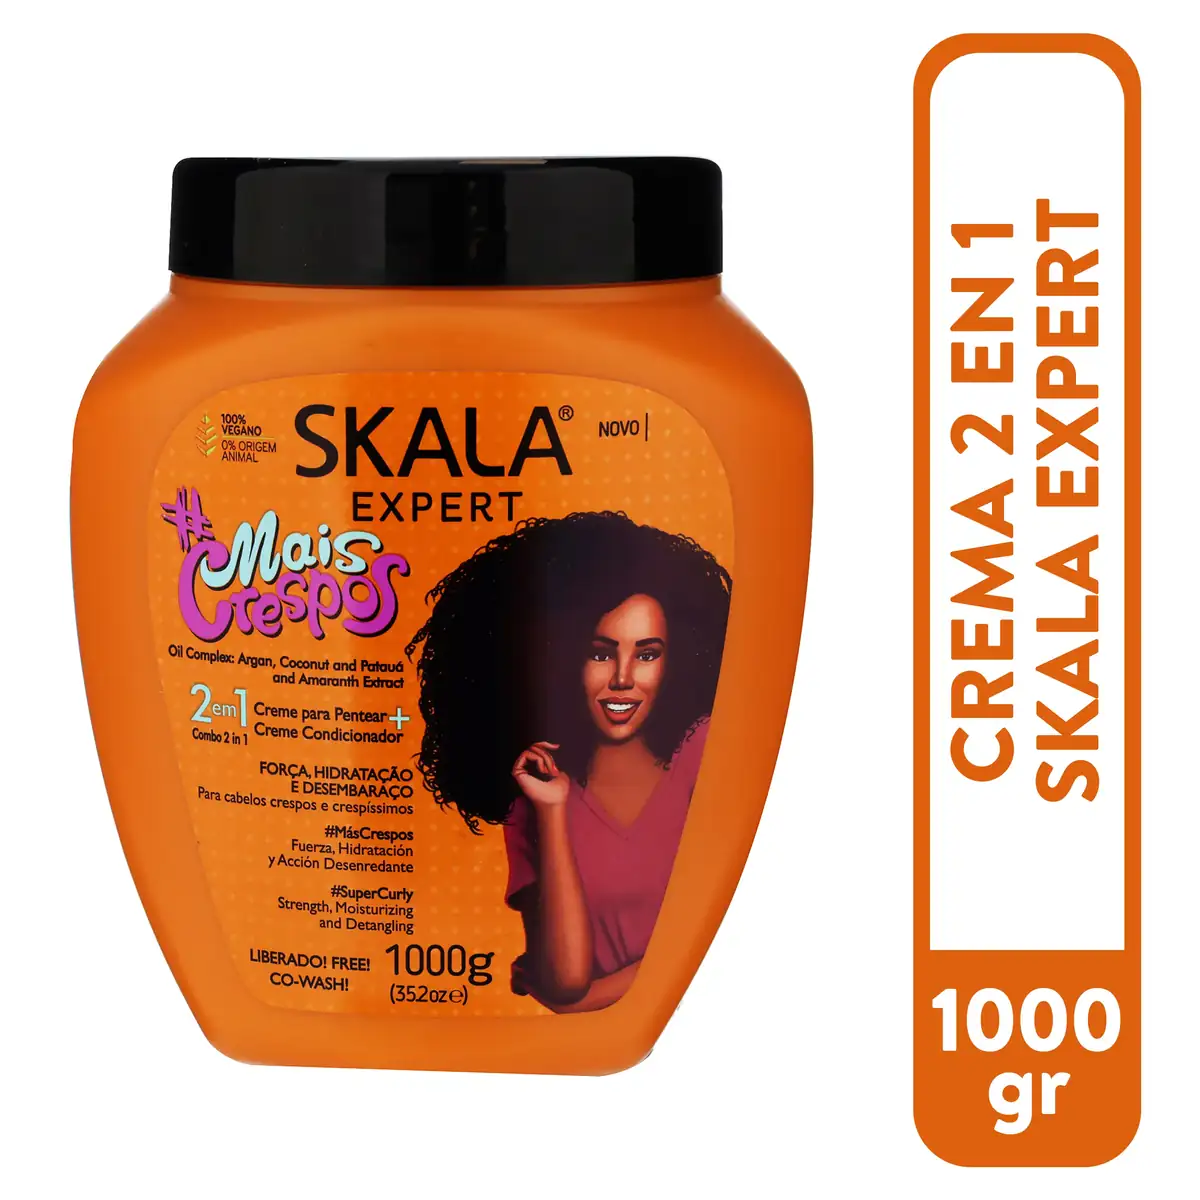 100%
VEGANO
0% ORIGEM
ANIMAL
SKALA®
EXPERT
NOVO
#Mais
Crespos
Oil Complex: Argan, Coconut and Patauá
and Amaranth Extract
2em1
Combo 2 in 1
Creme para Pentear +
Creme Condicionador
FORÇA, HIDRATAÇÃO
E DESEMBARAÇO
Para cabelos crespos e crespíssimos
#MásCrespos
Fuerza, Hidratación
y Acción Desenredante
#SuperCurly
Strength, Moisturizing
and Detangling
LIBERADO! FREE!
CO-WASH!
1000g
(35.2oz℮)
CREMA 2 EN 1
SKALA EXPERT
1000
gr